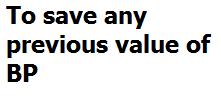 To save any
previous value of
BP